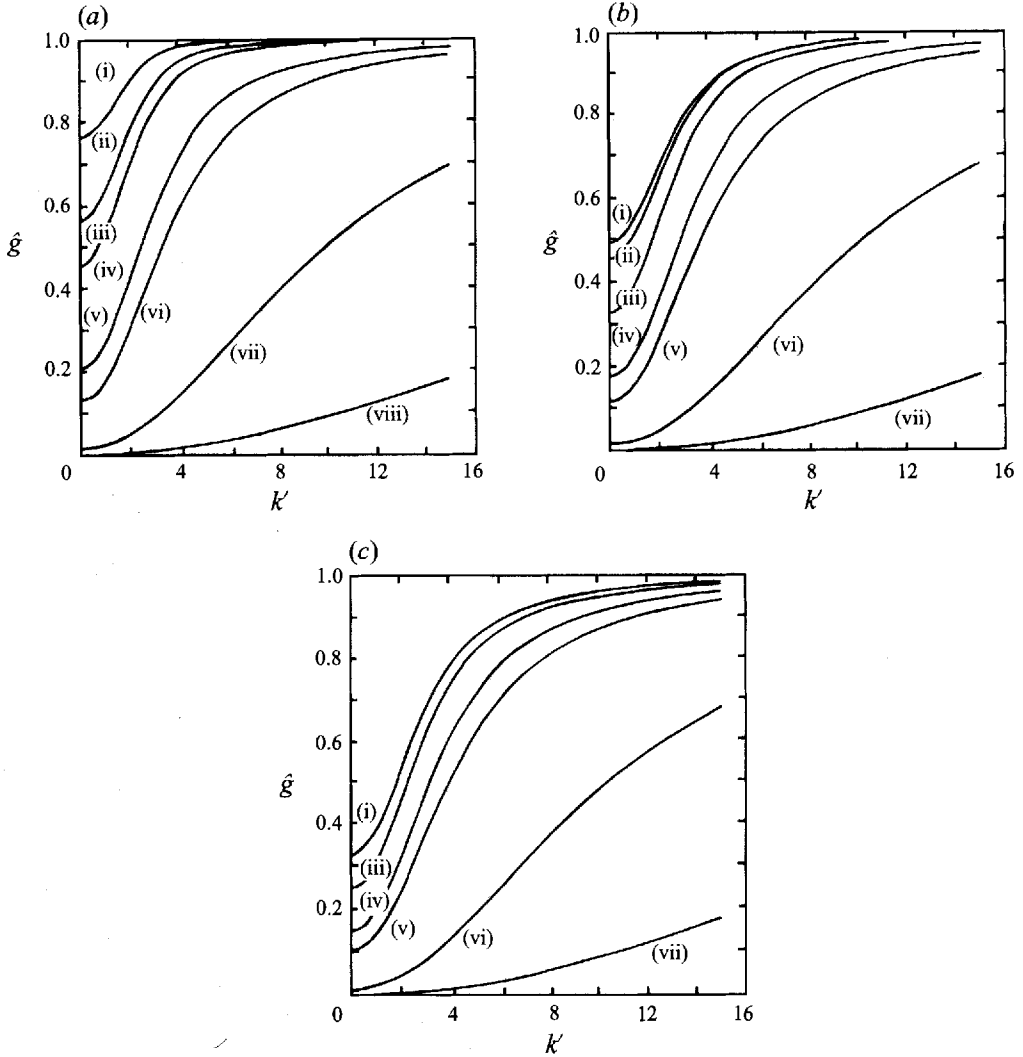 (a)
1.0
0.8
0.6
ĝ
0.4
0.2
0
4
8
12
16
k′
(i)
(ii)
(iii)
(iv)
(v)
(vi)
(vii)
(viii)
(b)
1.0
0.8
0.6
ĝ
0.4
0.2
0
4
8
12
16
k′
(i)
(ii)
(iii)
(iv)
(v)
(vi)
(vii)
(c)
1.0
0.8
0.6
ĝ
0.4
0.2
0
4
8
12
16
k′
(i)
(iii)
(iv)
(v)
(vi)
(vii)